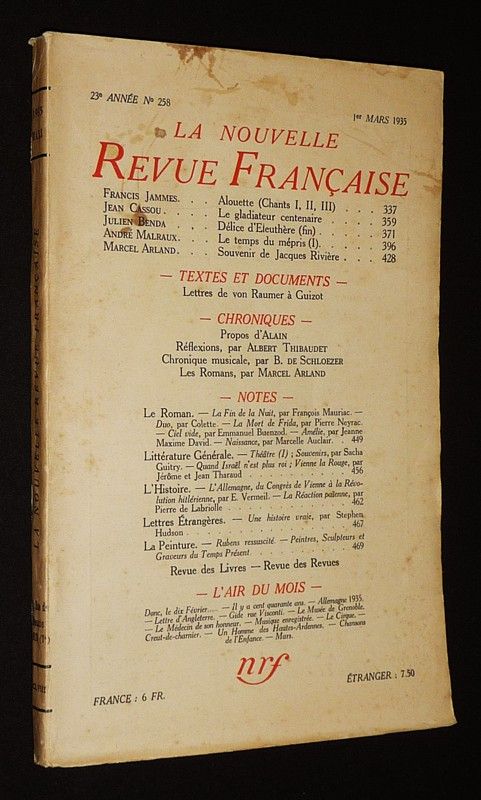 23e ANNÉE No 258
1er MARS 1935
LA NOUVELLE
REVUE FRANÇAISE
FRANCIS JAMMES. . . Alouette (Chants I, II, III) . . . 337
JEAN CASSOU . . . Le gladiateur centenaire . . . 359
JULIEN BENDA . . . Délice d'Eleuthère (fin) . . . 371
ANDRÉ MALRAUX. . . Le temps du mépris (I). . . . 396
MARCEL ARLAND. . . Souvenir de Jacques Rivière . . . 428
— TEXTES ET DOCUMENTS —
Lettres de von Raumer à Guizot
— CHRONIQUES —
Propos d'ALAIN
Réflexions, par ALBERT THIBAUDET
Chronique musicale, par B. DE SCHLOEZER
Les Romans, par MARCEL ARLAND
— NOTES —
Le Roman. — La Fin de la Nuit, par François Mauriac. —
Duo, par Colette. — La Mort de Frida, par Pierre Neyrac.
— Ciel vide, par Emmanuel Buenzod. — Amélie, par Jeanne
Maxime David. — Naissance, par Marcelle Auclair. . 449
Littérature Générale. — Théâtre (I) ; Souvenirs, par Sacha
Guitry. — Quand Israël n'est plus roi ; Vienne la Rouge, par
Jérôme et Jean Tharaud . . . 456
L'Histoire. — L'Allemagne, du Congrès de Vienne à la Révo-
lution hitlérienne, par E. Vermeil. — La Réaction païenne, par
Pierre de Labriolle . . . 462
Lettres Étrangères. — Une histoire vraie, par Stephen
Hudson . . . 467
La Peinture. — Rubens ressuscité. — Peintres, Sculpteurs et
Graveurs du Temps Présent. . . . 469
Revue des Livres — Revue des Revues
— L'AIR DU MOIS —
Donc, le dix Février.... — Il y a cent quarante ans. — Allemagne 1935.
— Lettre d'Angleterre. — Gide rue Visconti. — Le Musée de Grenoble.
— Le Médecin de son honneur. — Musique enregistrée. — Le Cirque. —
Creut-de-charnier. — Un Homme des Hautes-Ardennes. — Chansons
de l'Enfance. — Mars.
nrf
FRANCE : 6 FR.
ÉTRANGER : 7.50
LA NOUVELLE REVUE FRANÇAISE